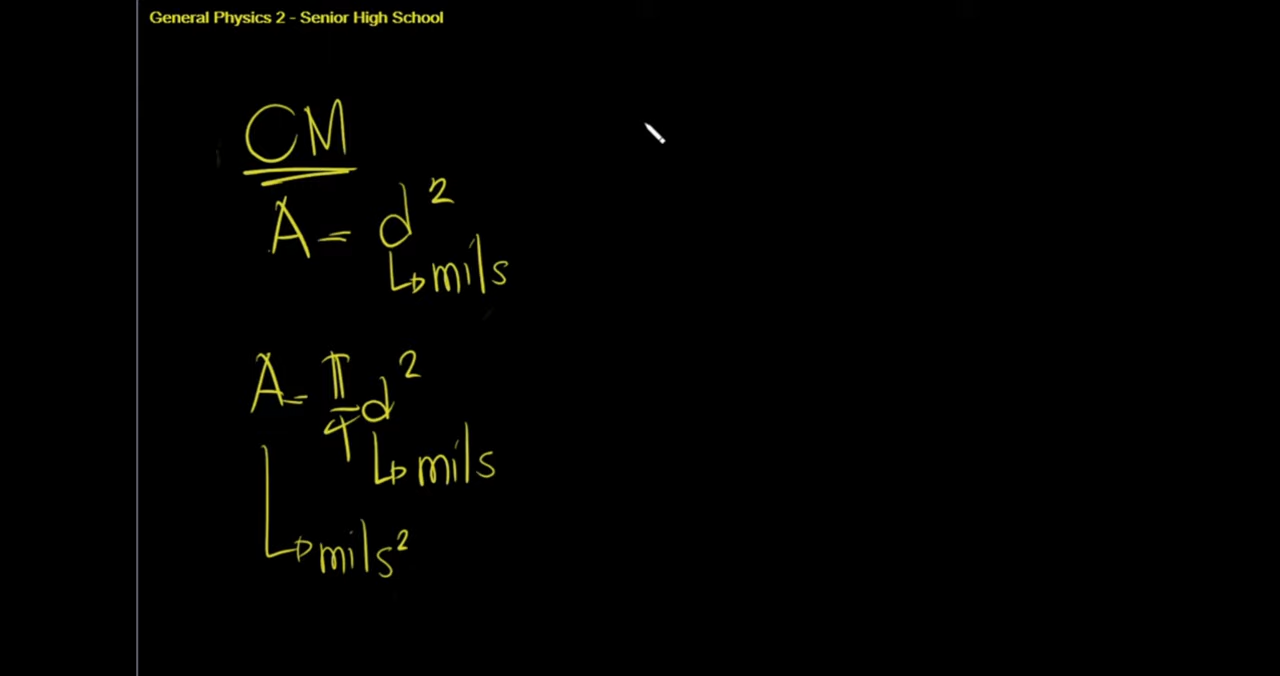 General Physics 2 - Senior High School
CM
A = d²
mils
A = π/4 d²
mils
mils²